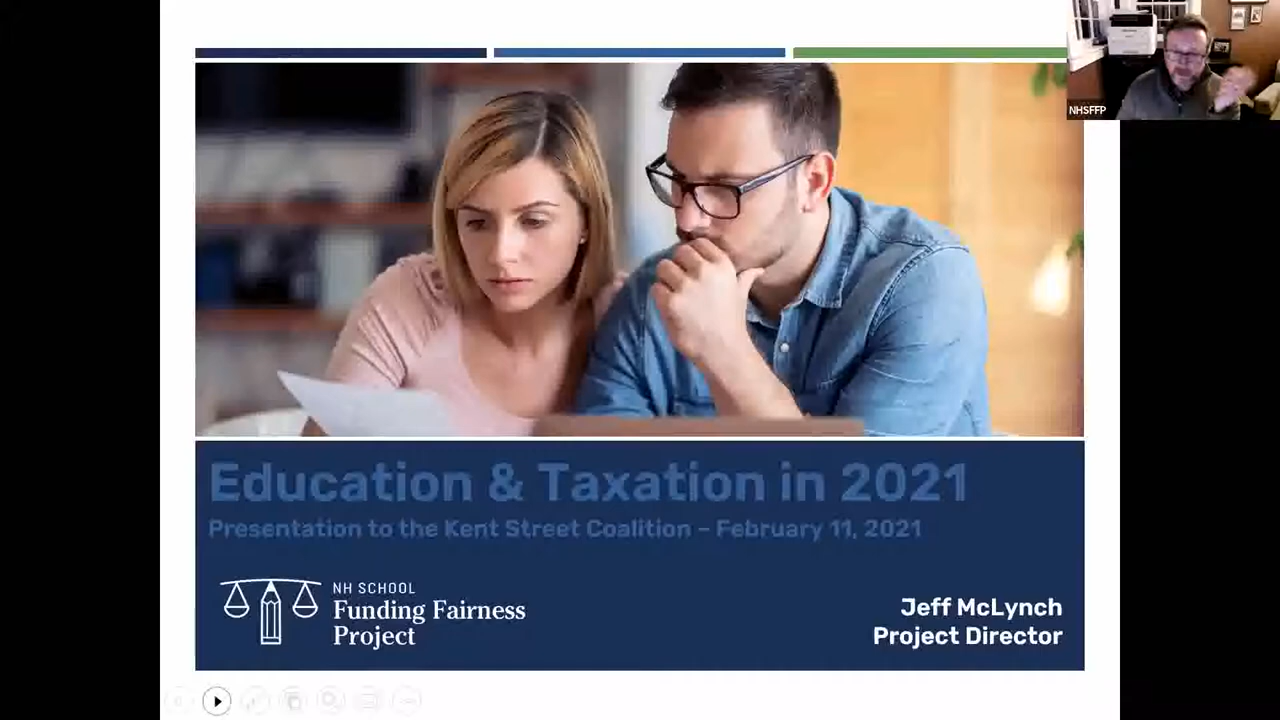 NHSFFP
Education & Taxation in 2021
Presentation to the Kent Street Coalition – February 11, 2021
NH SCHOOL
Funding Fairness
Project
Jeff McLynch
Project Director